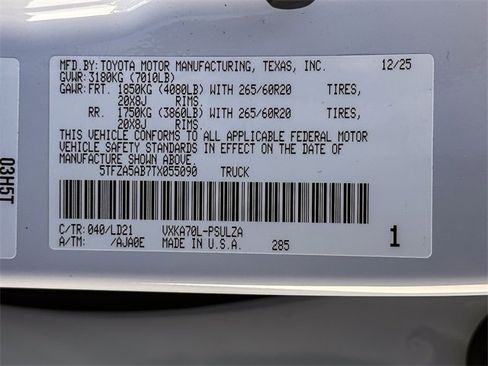 MFD.BY: TOYOTA MOTOR MANUFACTURING, TEXAS, INC. 12/25
GVWR: 3180KG (7010LB)
GAWR: FRT. 1850KG (4080LB) WITH 265/60R20 TIRES,
20X8J RIMS.
RR. 1750KG (3860LB) WITH 265/60R20 TIRES,
20X8J RIMS.
THIS VEHICLE CONFORMS TO ALL APPLICABLE FEDERAL MOTOR
VEHICLE SAFETY STANDARDS IN EFFECT ON THE DATE OF
MANUFACTURE SHOWN ABOVE.
5TFZA5AB7TX055090 TRUCK
C/TR: 040/LD21 VXKA70L-PSULZA
A/TM: /AJA0E MADE IN U.S.A. 285 1
03H5T